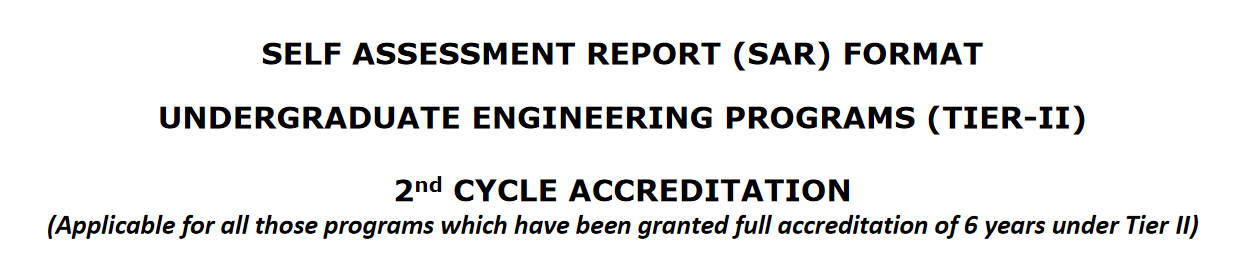 SELF ASSESSMENT REPORT (SAR) FORMAT
UNDERGRADUATE ENGINEERING PROGRAMS (TIER-II)
2nd CYCLE ACCREDITATION
(Applicable for all those programs which have been granted full accreditation of 6 years under Tier II)